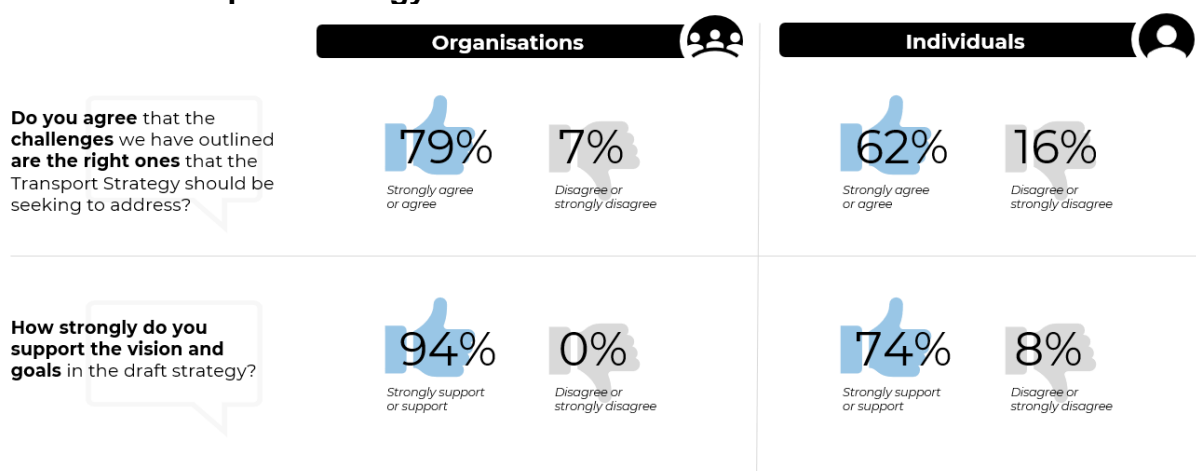 Organisations
Individuals
Do you agree that the
challenges we have outlined
are the right ones that the
Transport Strategy should be
seeking to address?
79%
Strongly agree
or agree
7%
Disagree or
strongly disagree
62%
Strongly agree
or agree
16%
Disagree or
strongly disagree
How strongly do you
support the vision and
goals in the draft strategy?
94%
Strongly support
or support
0%
Disagree or
strongly disagree
74%
Strongly support
or support
8%
Disagree or
strongly disagree